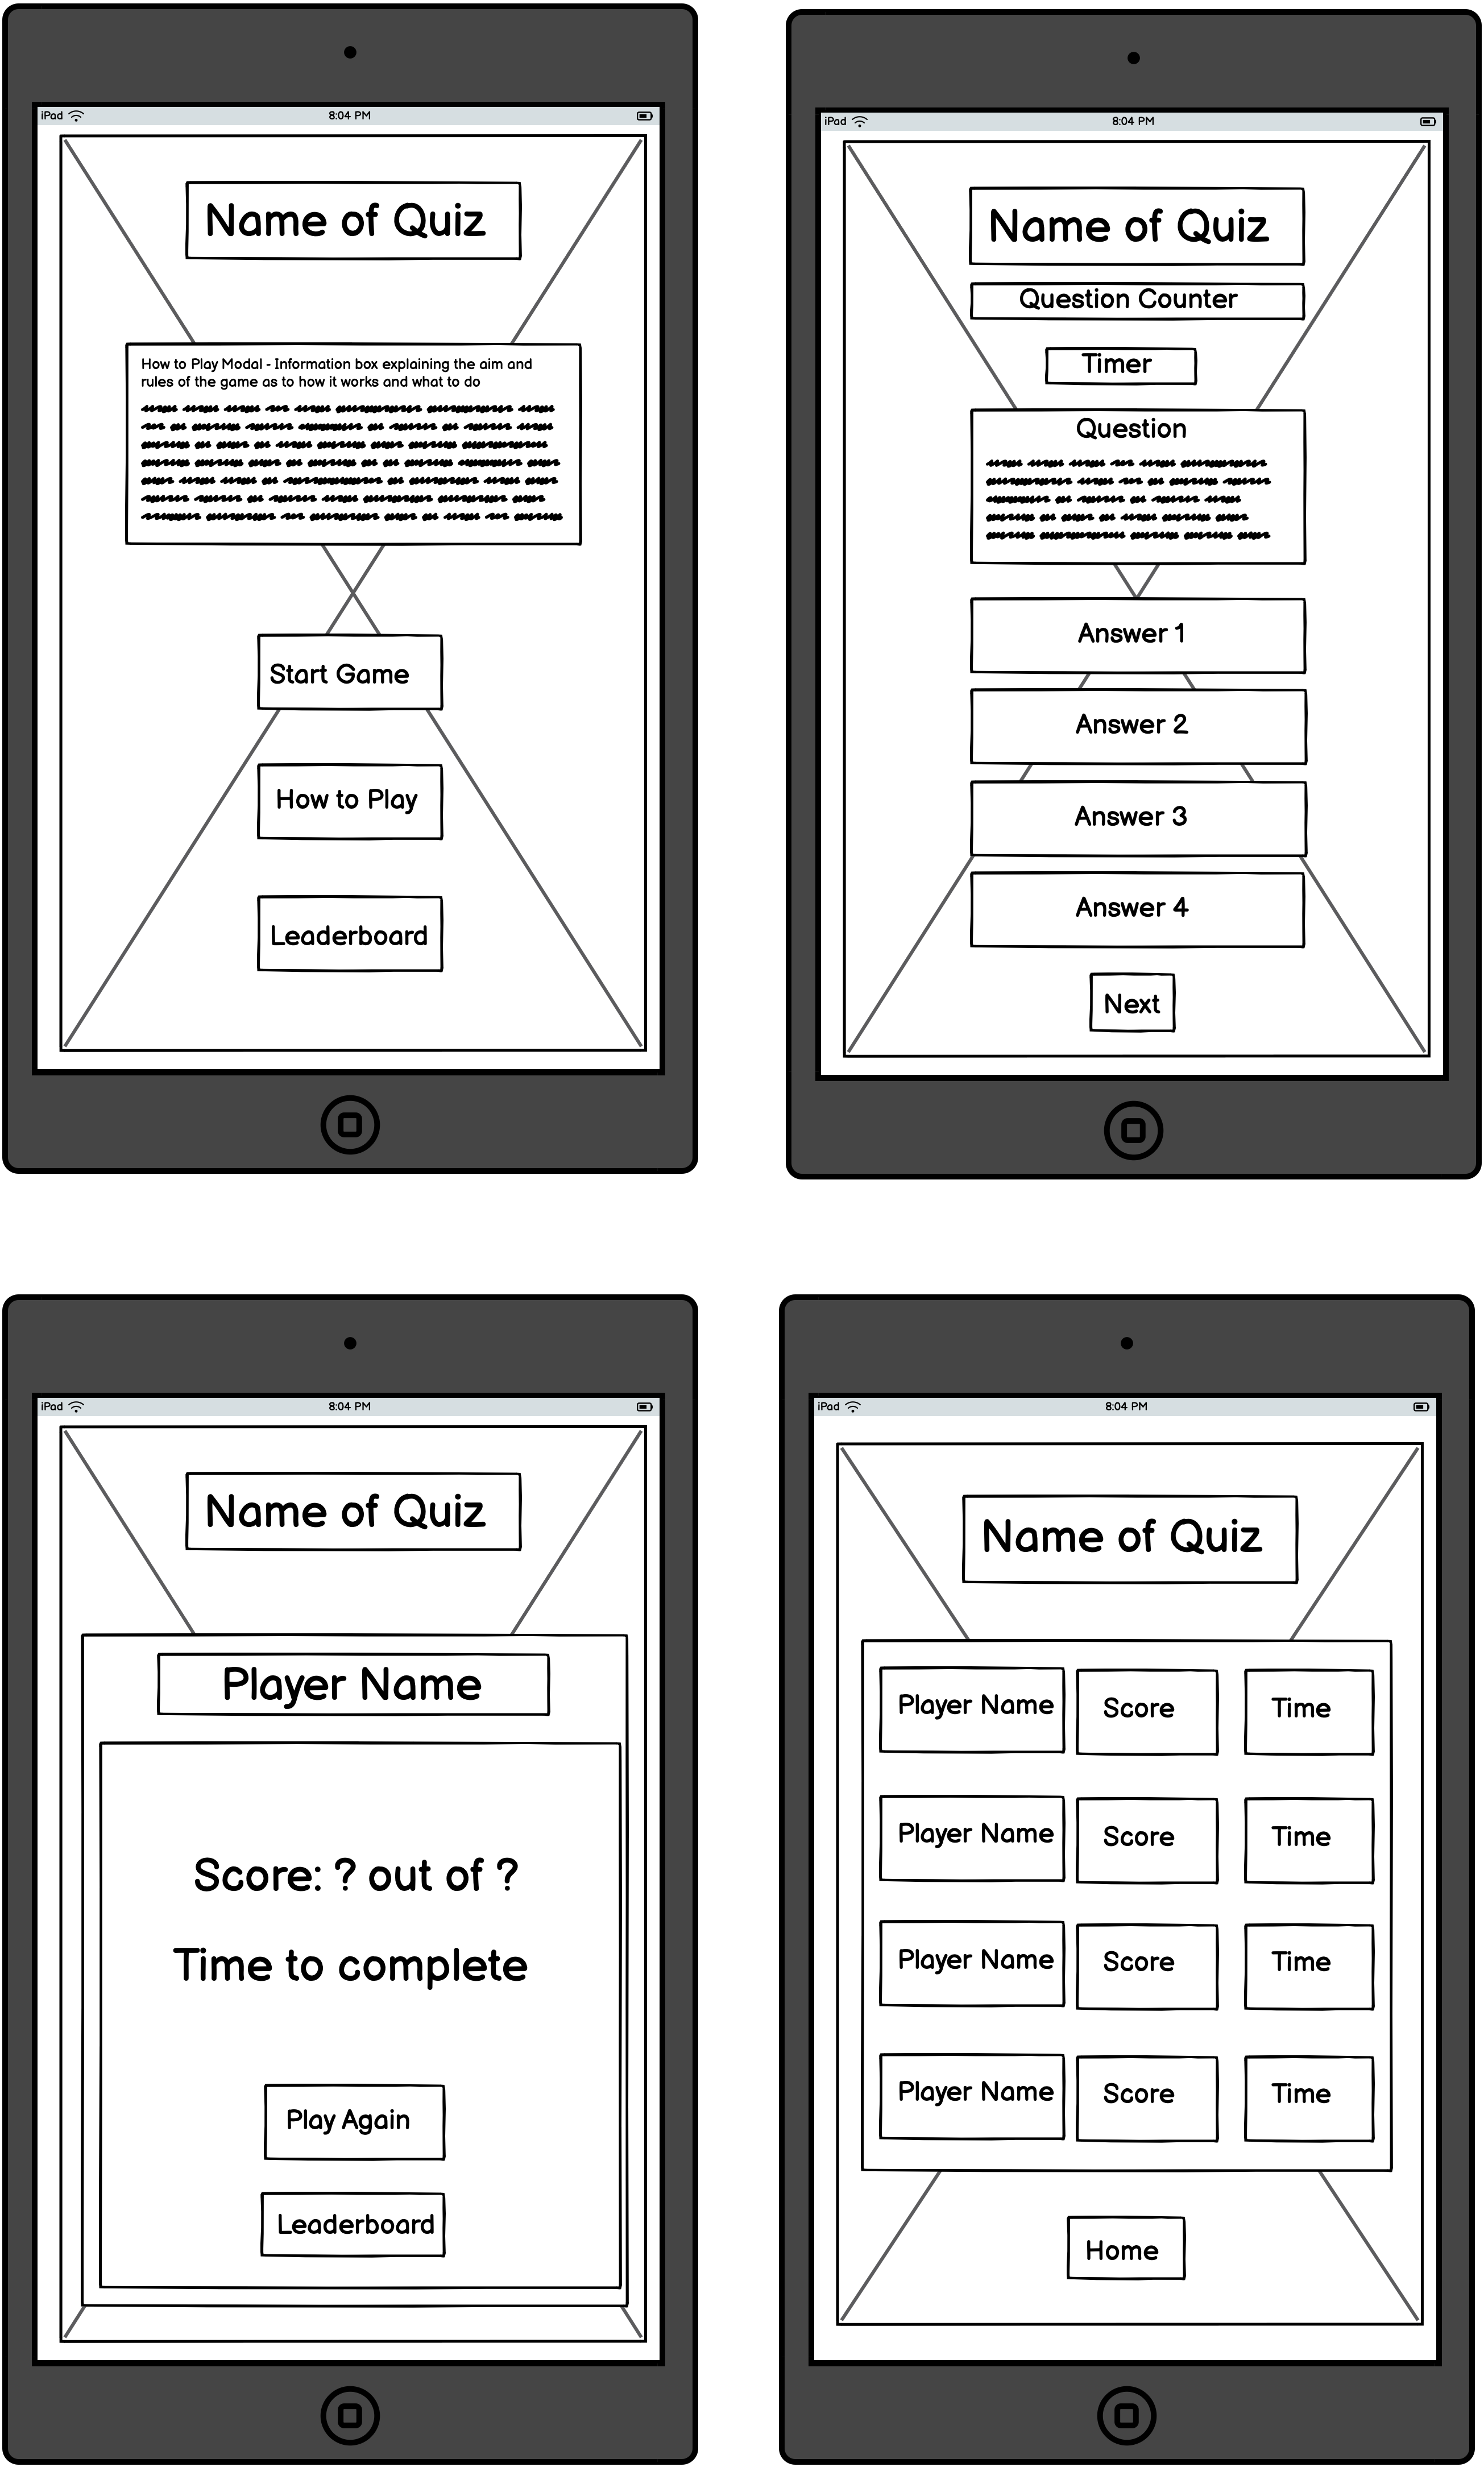 iPad 8:04 PM
Name of Quiz
How to Play Modal - Information box explaining the aim and
rules of the game as to how it works and what to do
Start Game
How to Play
Leaderboard
iPad 8:04 PM
Name of Quiz
Question Counter
Timer
Question
Answer 1
Answer 2
Answer 3
Answer 4
Next
iPad 8:04 PM
Name of Quiz
Player Name
Score: ? out of ?
Time to complete
Play Again
Leaderboard
iPad 8:04 PM
Name of Quiz
Player Name Score Time
Player Name Score Time
Player Name Score Time
Player Name Score Time
Home